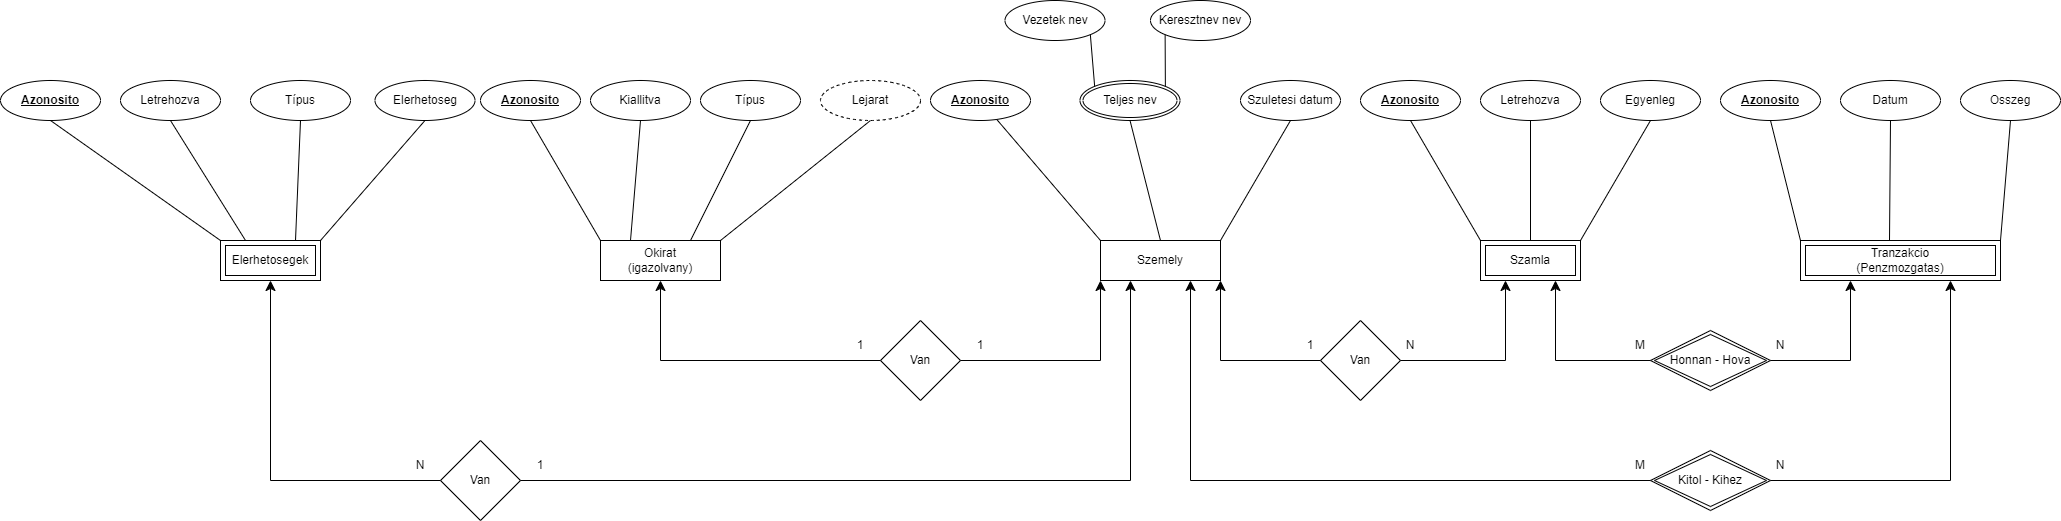 Vezetek nev
Keresztnev nev
Azonosito
Letrehozva
Típus
Elerhetoseg
Azonosito
Kiallitva
Típus
Lejarat
Azonosito
Teljes nev
Szuletesi datum
Azonosito
Letrehozva
Egyenleg
Azonosito
Datum
Osszeg
Elerhetosegek
Okirat
(igazolvany)
Szemely
Szamla
Tranzakcio
(Penzmozgatas)
1
Van
1
1
Van
N
M
Honnan - Hova
N
N
Van
1
M
Kitol - Kihez
N